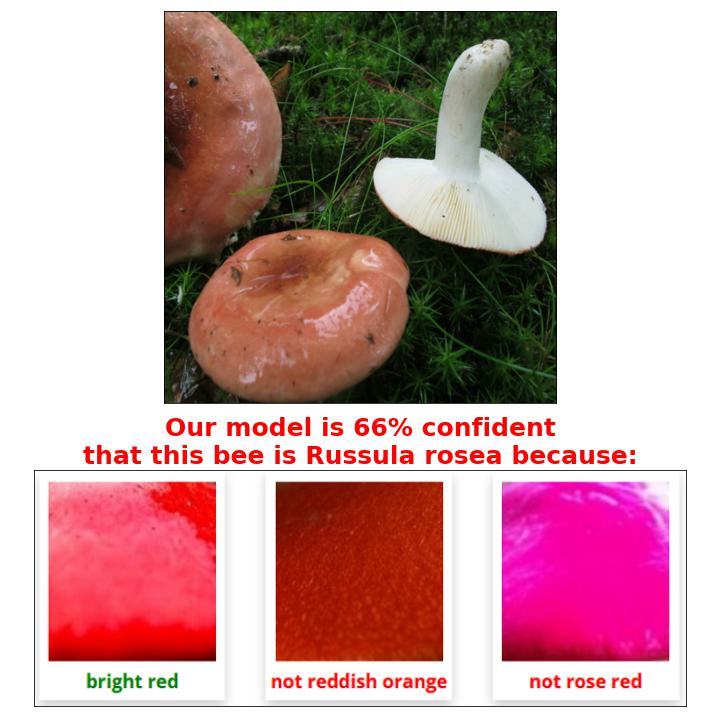 Our model is 66% confident
that this bee is Russula rosea because:
bright red
not reddish orange
not rose red